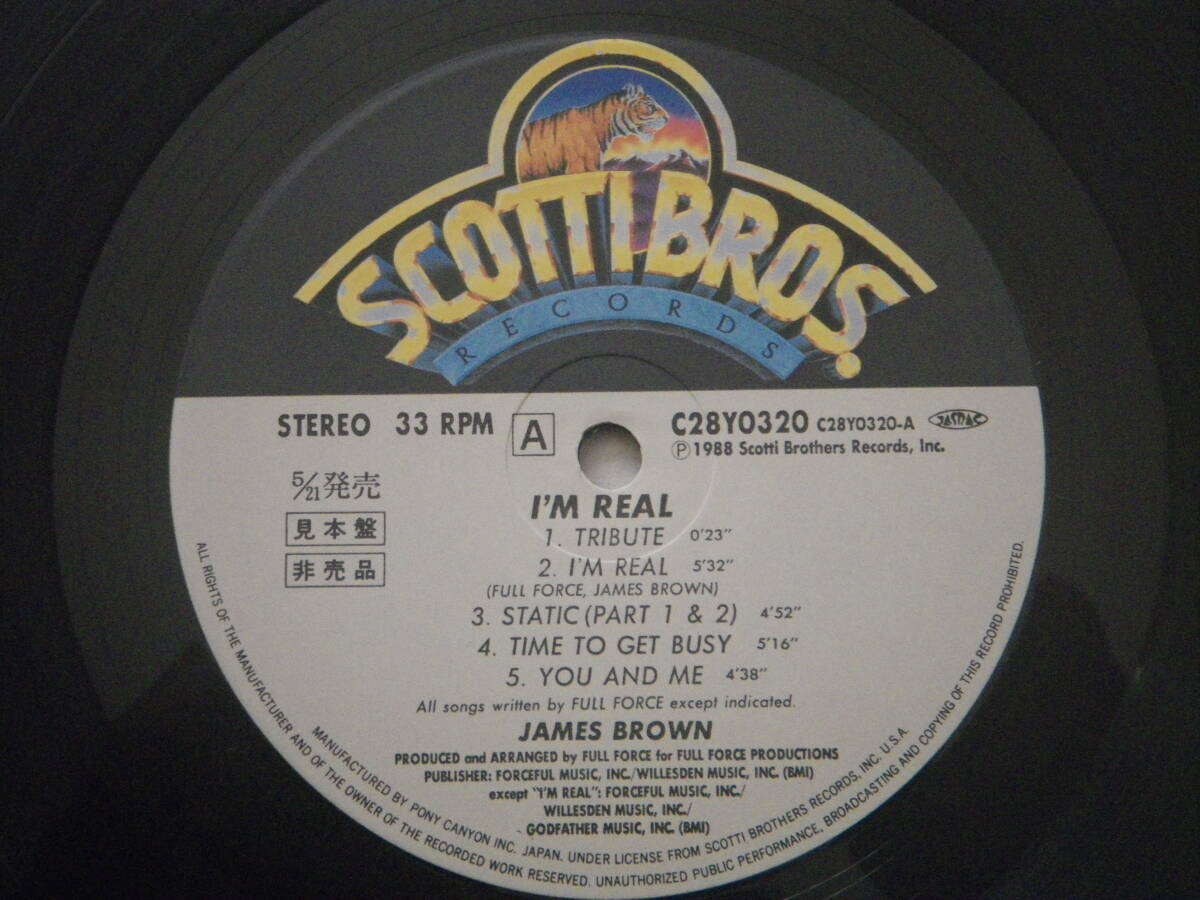 SCOTTI BROS.
RECORDS
STEREO 33 RPM A C28Y0320 C28Y0320-A JASRAC
Ⓟ1988 Scotti Brothers Records, Inc.
5/21発売
見本盤
非売品
I'M REAL
1. TRIBUTE 0'23"
2. I'M REAL 5'32"
(FULL FORCE, JAMES BROWN)
3. STATIC (PART 1 & 2) 4'52"
4. TIME TO GET BUSY 5'16"
5. YOU AND ME 4'38"
All songs written by FULL FORCE except indicated.
JAMES BROWN
PRODUCED and ARRANGED by FULL FORCE for FULL FORCE PRODUCTIONS
PUBLISHER: FORCEFUL MUSIC, INC./WILLESDEN MUSIC, INC. (BMI)
except "I'M REAL": FORCEFUL MUSIC, INC./
WILLESDEN MUSIC, INC./
GODFATHER MUSIC, INC. (BMI)
MANUFACTURED BY PONY CANYON INC. JAPAN. UNDER LICENSE FROM SCOTTI BROTHERS RECORDS, INC. U.S.A.
ALL RIGHTS OF THE MANUFACTURER AND OF THE OWNER OF THE RECORDED WORK RESERVED. UNAUTHORIZED PUBLIC PERFORMANCE, BROADCASTING AND COPYING OF THIS RECORD PROHIBITED.